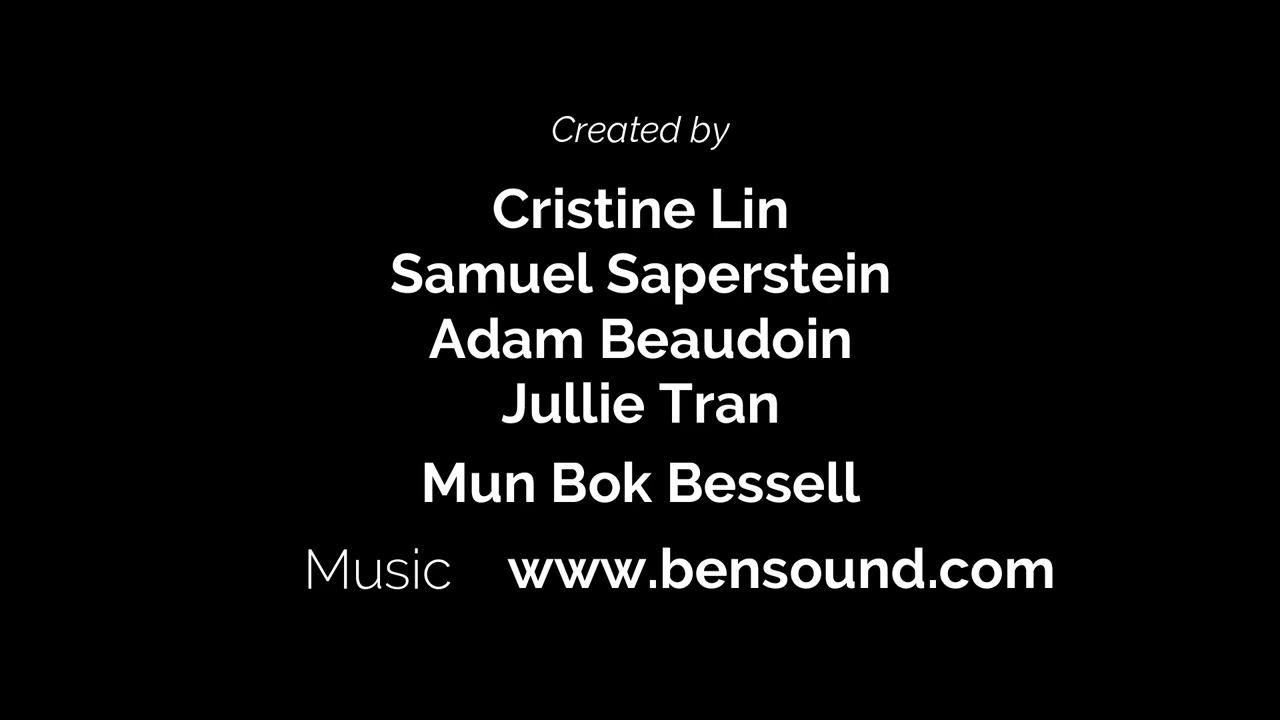 Created by
Cristine Lin
Samuel Saperstein
Adam Beaudoin
Jullie Tran
Mun Bok Bessell
Music www.bensound.com